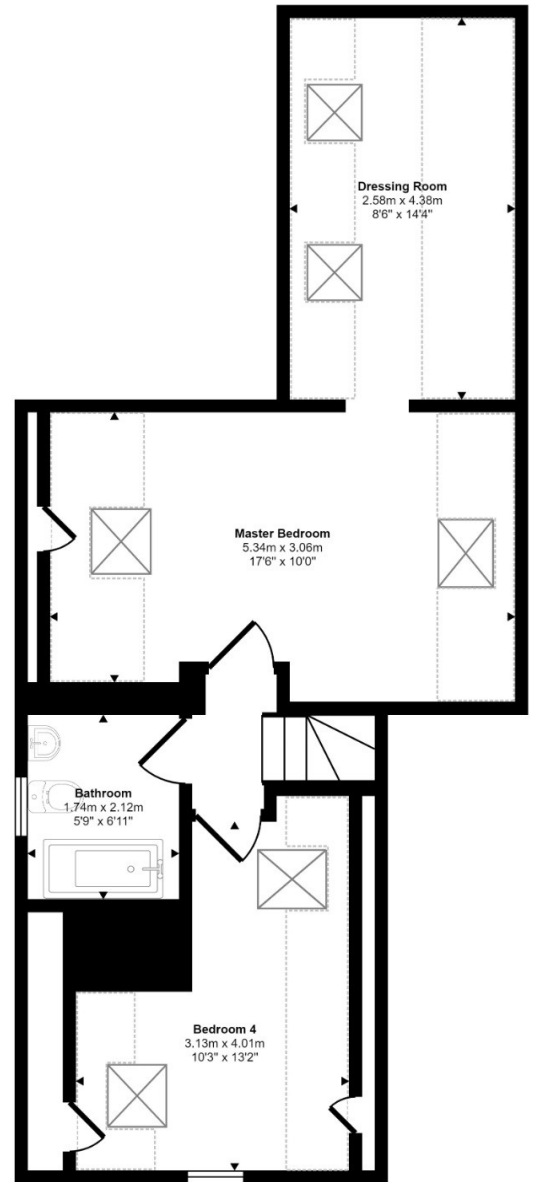 Dressing Room
2.58m x 4.38m
8'6" x 14'4"
Master Bedroom
5.34m x 3.06m
17'6" x 10'0"
Bathroom
1.74m x 2.12m
5'9" x 6'11"
Bedroom 4
3.13m x 4.01m
10'3" x 13'2"